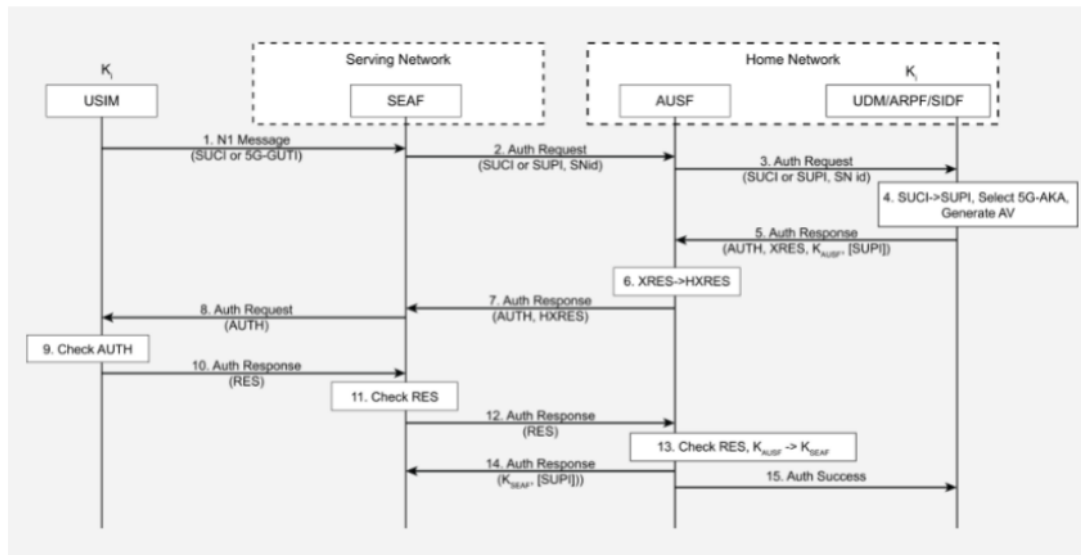 Serving Network
Home Network
Ki
Ki
USIM
SEAF
AUSF
UDM/ARPF/SIDF
1. N1 Message
(SUCI or 5G-GUTI)
2. Auth Request
(SUCI or SUPI, SNid)
3. Auth Request
(SUCI or SUPI, SN id)
4. SUCI->SUPI, Select 5G-AKA,
Generate AV
5. Auth Response
(AUTH, XRES, KAUSF, [SUPI])
6. XRES->HXRES
7. Auth Response
(AUTH, HXRES)
8. Auth Request
(AUTH)
9. Check AUTH
10. Auth Response
(RES)
11. Check RES
12. Auth Response
(RES)
13. Check RES, KAUSF -> KSEAF
14. Auth Response
(KSEAF, [SUPI]))
15. Auth Success